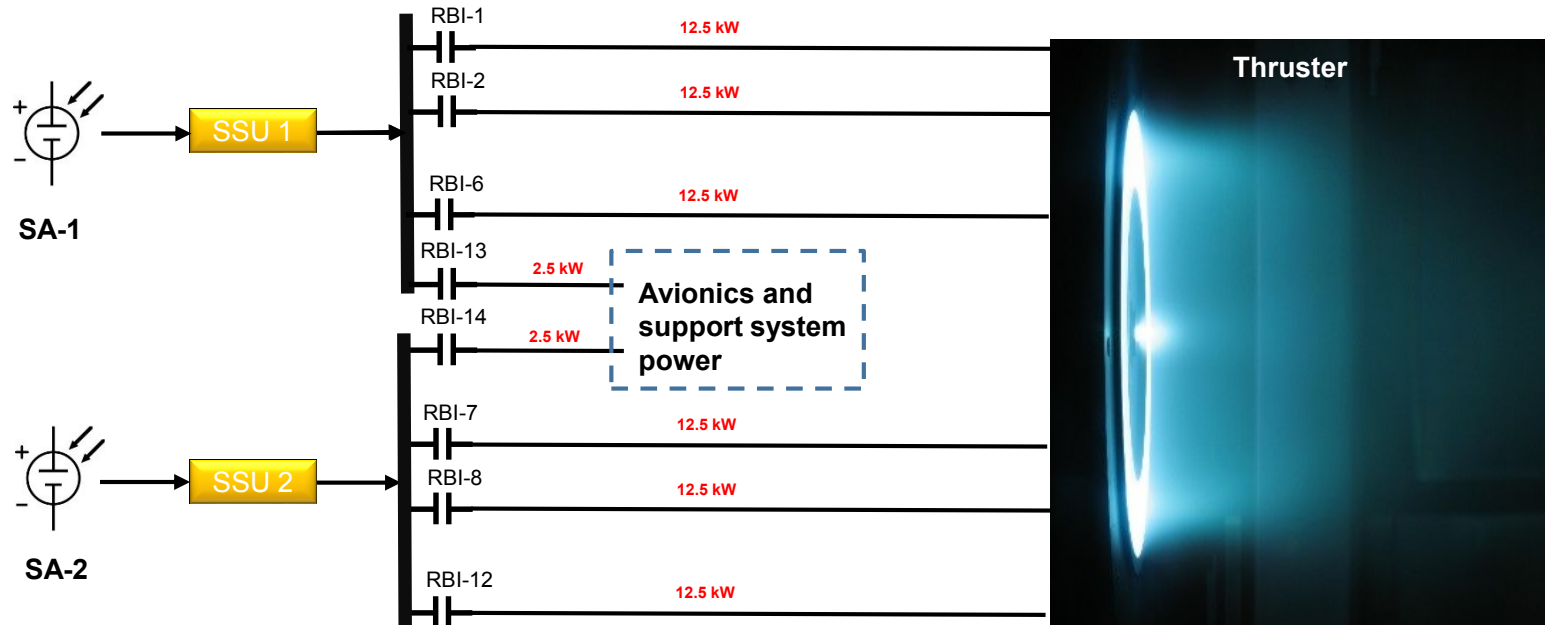 RBI-1
12.5 kW
Thruster
RBI-2
12.5 kW
+
SSU 1
−
RBI-6
12.5 kW
SA-1
RBI-13
2.5 kW
Avionics and
support system
power
RBI-14
2.5 kW
RBI-7
12.5 kW
+
SSU 2
−
RBI-8
12.5 kW
SA-2
RBI-12
12.5 kW